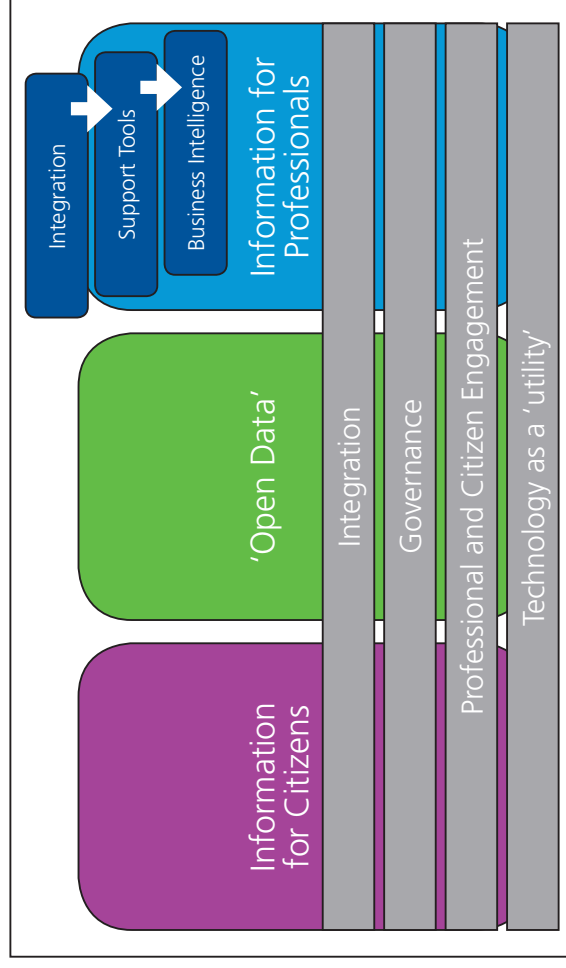 Integration
Support Tools
Business Intelligence
Information
for Citizens
‘Open Data’
Information for
Professionals
Integration
Governance
Professional and Citizen Engagement
Technology as a ‘utility’